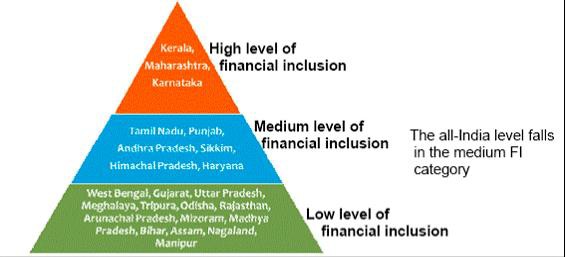 Kerala,
Maharashtra,
Karnataka
High level of
financial inclusion
Tamil Nadu, Punjab,
Andhra Pradesh, Sikkim,
Himachal Pradesh, Haryana
Medium level of
financial inclusion
The all-India level falls
in the medium FI
category
West Bengal, Gujarat, Uttar Pradesh,
Meghalaya, Tripura, Odisha, Rajasthan,
Arunachal Pradesh, Mizoram, Madhya
Pradesh, Bihar, Assam, Nagaland,
Manipur
Low level of
financial inclusion